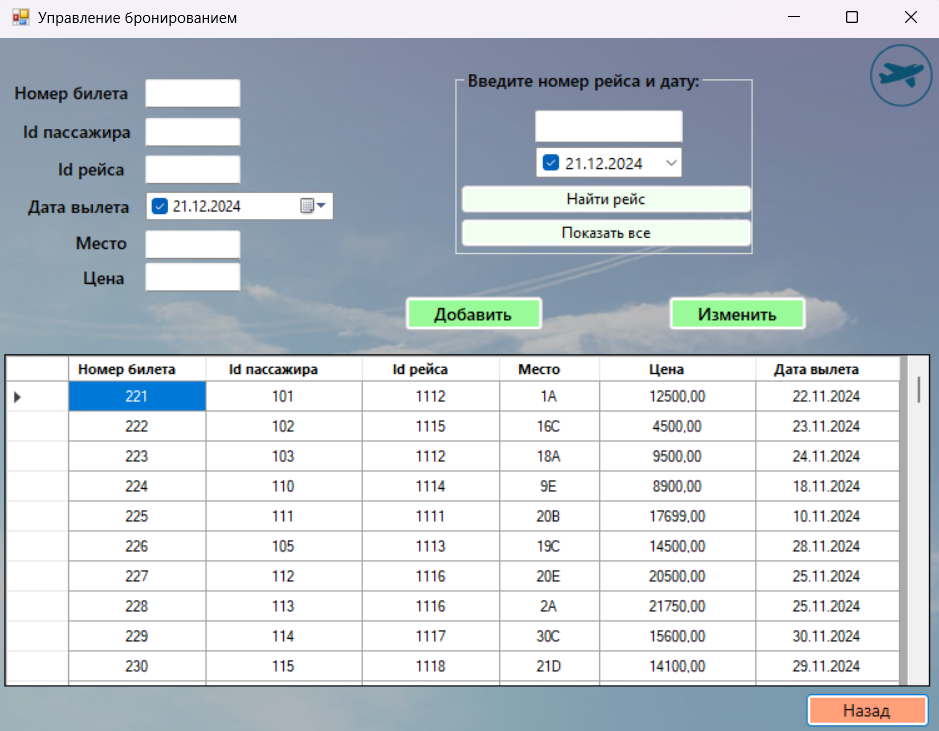 Управление бронированием
Номер билета
Id пассажира
Id рейса
Дата вылета 21.12.2024
Место
Цена
Введите номер рейса и дату:
21.12.2024
Найти рейс
Показать все
Добавить Изменить
Номер билета Id пассажира Id рейса Место Цена Дата вылета
221 101 1112 1A 12500,00 22.11.2024
222 102 1115 16C 4500,00 23.11.2024
223 103 1112 18A 9500,00 24.11.2024
224 110 1114 9E 8900,00 18.11.2024
225 111 1111 20B 17699,00 10.11.2024
226 105 1113 19C 14500,00 28.11.2024
227 112 1116 20E 20500,00 25.11.2024
228 113 1116 2A 21750,00 25.11.2024
229 114 1117 30C 15600,00 30.11.2024
230 115 1118 21D 14100,00 29.11.2024
Назад